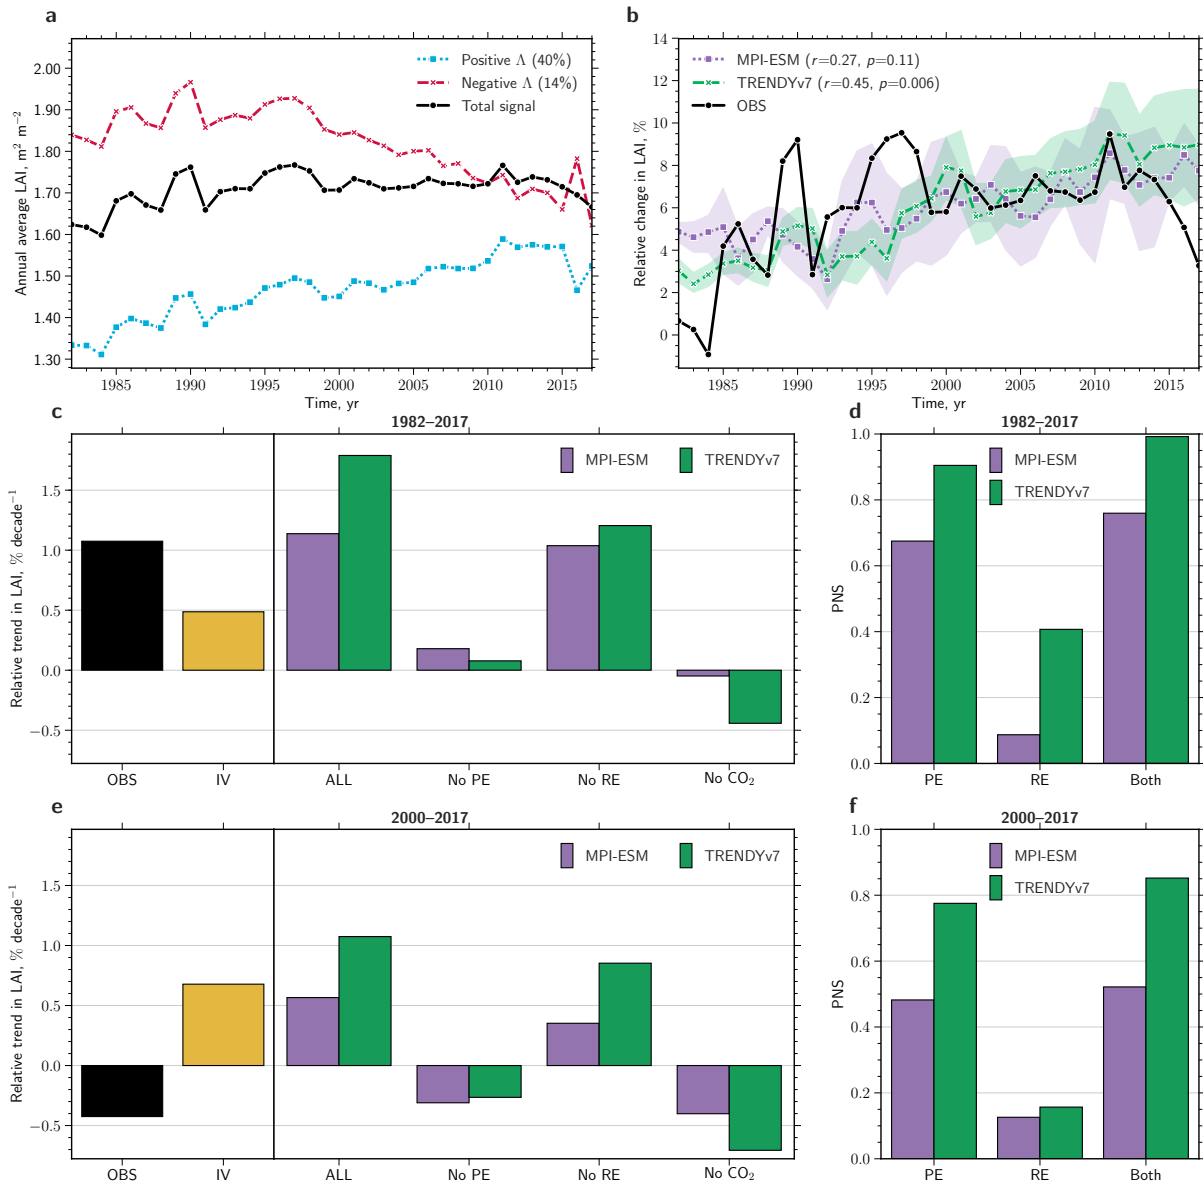 a
Annual average LAI, m² m⁻²
2.00
1.90
1.80
1.70
1.60
1.50
1.40
1.30
Positive Λ (40%)
Negative Λ (14%)
Total signal
1985 1990 1995 2000 2005 2010 2015
Time, yr
b
Relative change in LAI, %
14
12
10
8
6
4
2
0
MPI-ESM (r=0.27, p=0.11)
TRENDYv7 (r=0.45, p=0.006)
OBS
1985 1990 1995 2000 2005 2010 2015
Time, yr
c
1982–2017
Relative trend in LAI, % decade⁻¹
1.5
1.0
0.5
0.0
−0.5
MPI-ESM TRENDYv7
OBS IV ALL No PE No RE No CO₂
d
1982–2017
PNS
1.0
0.8
0.6
0.4
0.2
0.0
MPI-ESM
TRENDYv7
PE RE Both
e
2000–2017
Relative trend in LAI, % decade⁻¹
1.5
1.0
0.5
0.0
−0.5
MPI-ESM TRENDYv7
OBS IV ALL No PE No RE No CO₂
f
2000–2017
PNS
1.0
0.8
0.6
0.4
0.2
0.0
MPI-ESM
TRENDYv7
PE RE Both